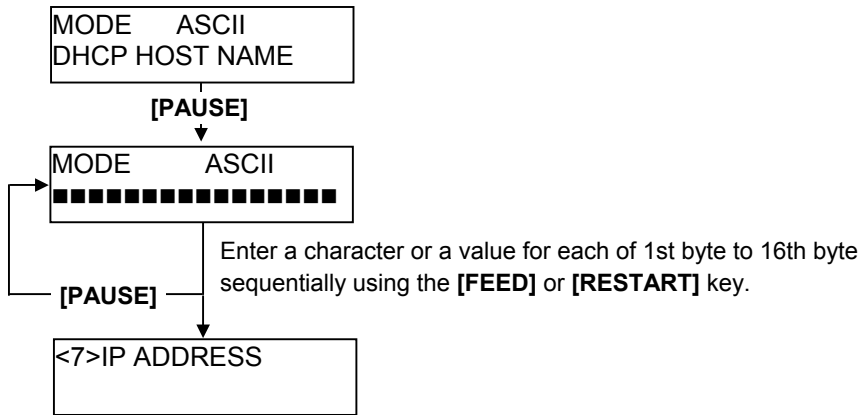 MODE ASCII
DHCP HOST NAME
[PAUSE]
MODE ASCII
■■■■■■■■■■■■■■■■
Enter a character or a value for each of 1st byte to 16th byte
sequentially using the [FEED] or [RESTART] key.
[PAUSE]
<7>IP ADDRESS